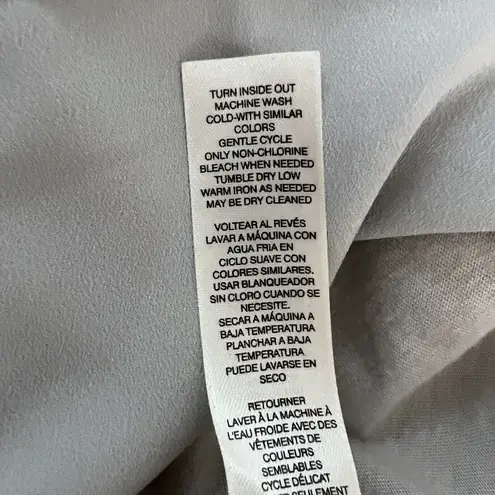 TURN INSIDE OUT
MACHINE WASH
COLD-WITH SIMILAR
COLORS
GENTLE CYCLE
ONLY NON-CHLORINE
BLEACH WHEN NEEDED
TUMBLE DRY LOW
WARM IRON AS NEEDED
MAY BE DRY CLEANED
VOLTEAR AL REVÉS
LAVAR A MÁQUINA CON
AGUA FRIA EN
CICLO SUAVE CON
COLORES SIMILARES.
USAR BLANQUEADOR
SIN CLORO CUANDO SE
NECESITE.
SECAR A MÁQUINA A
BAJA TEMPERATURA
PLANCHAR A BAJA
TEMPERATURA
PUEDE LAVARSE EN
SECO
RETOURNER
LAVER À LA MACHINE À
L'EAU FROIDE AVEC DES
VÊTEMENTS DE
COULEURS
SEMBLABLES
CYCLE DÉLICAT
SEULEMENT